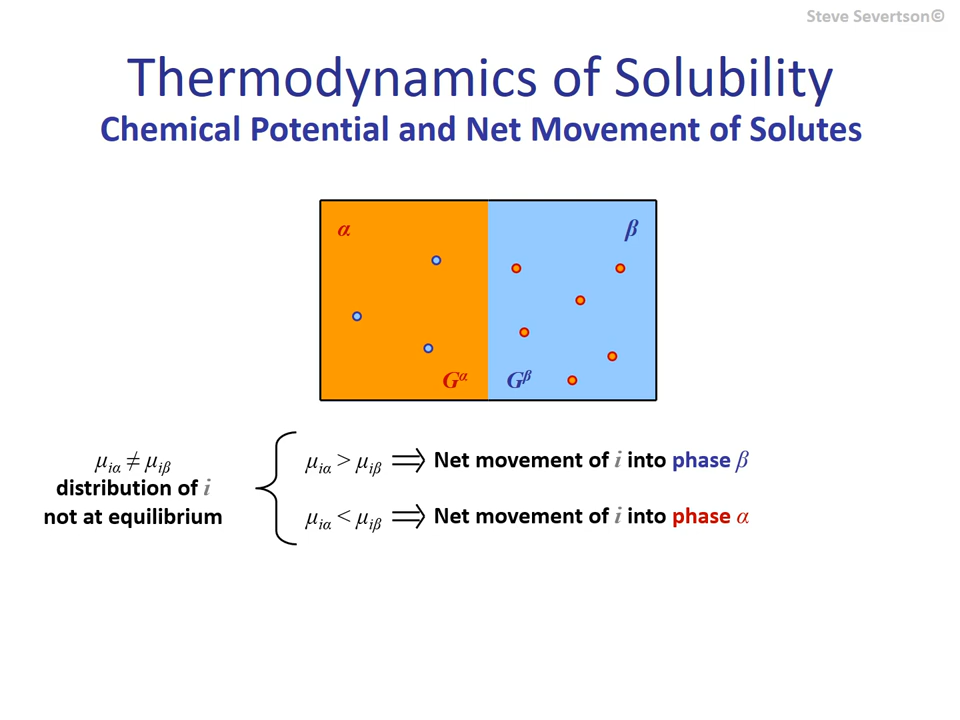 Steve Severtson©
Thermodynamics of Solubility
Chemical Potential and Net Movement of Solutes
α
β
Gα
Gβ
μiα ≠ μiβ
distribution of i
not at equilibrium
μiα > μiβ ⟹ Net movement of i into phase β
μiα < μiβ ⟹ Net movement of i into phase α